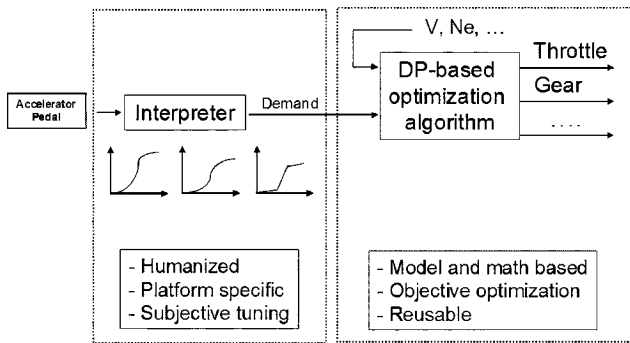 Accelerator
Pedal
Interpreter
Demand
V, Ne, ...
DP-based
optimization
algorithm
Throttle
Gear
....
- Humanized
- Platform specific
- Subjective tuning
- Model and math based
- Objective optimization
- Reusable